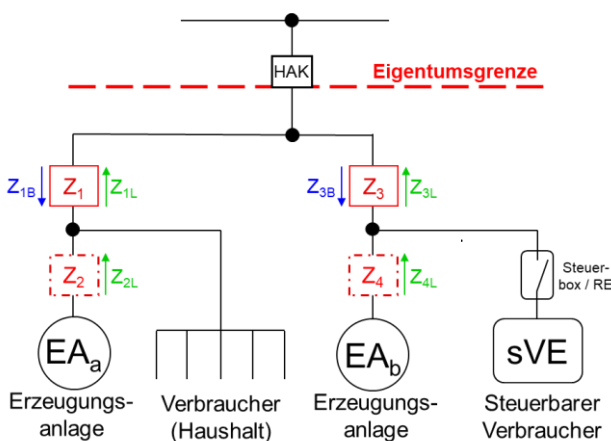 HAK
Eigentumsgrenze
Z1B
Z1
Z1L
Z3B
Z3
Z3L
Z2
Z2L
Z4
Z4L
Steuer-
box / RE
EAa
EAb
sVE
Erzeugungs-
anlage
Verbraucher
(Haushalt)
Erzeugungs-
anlage
Steuerbarer
Verbraucher